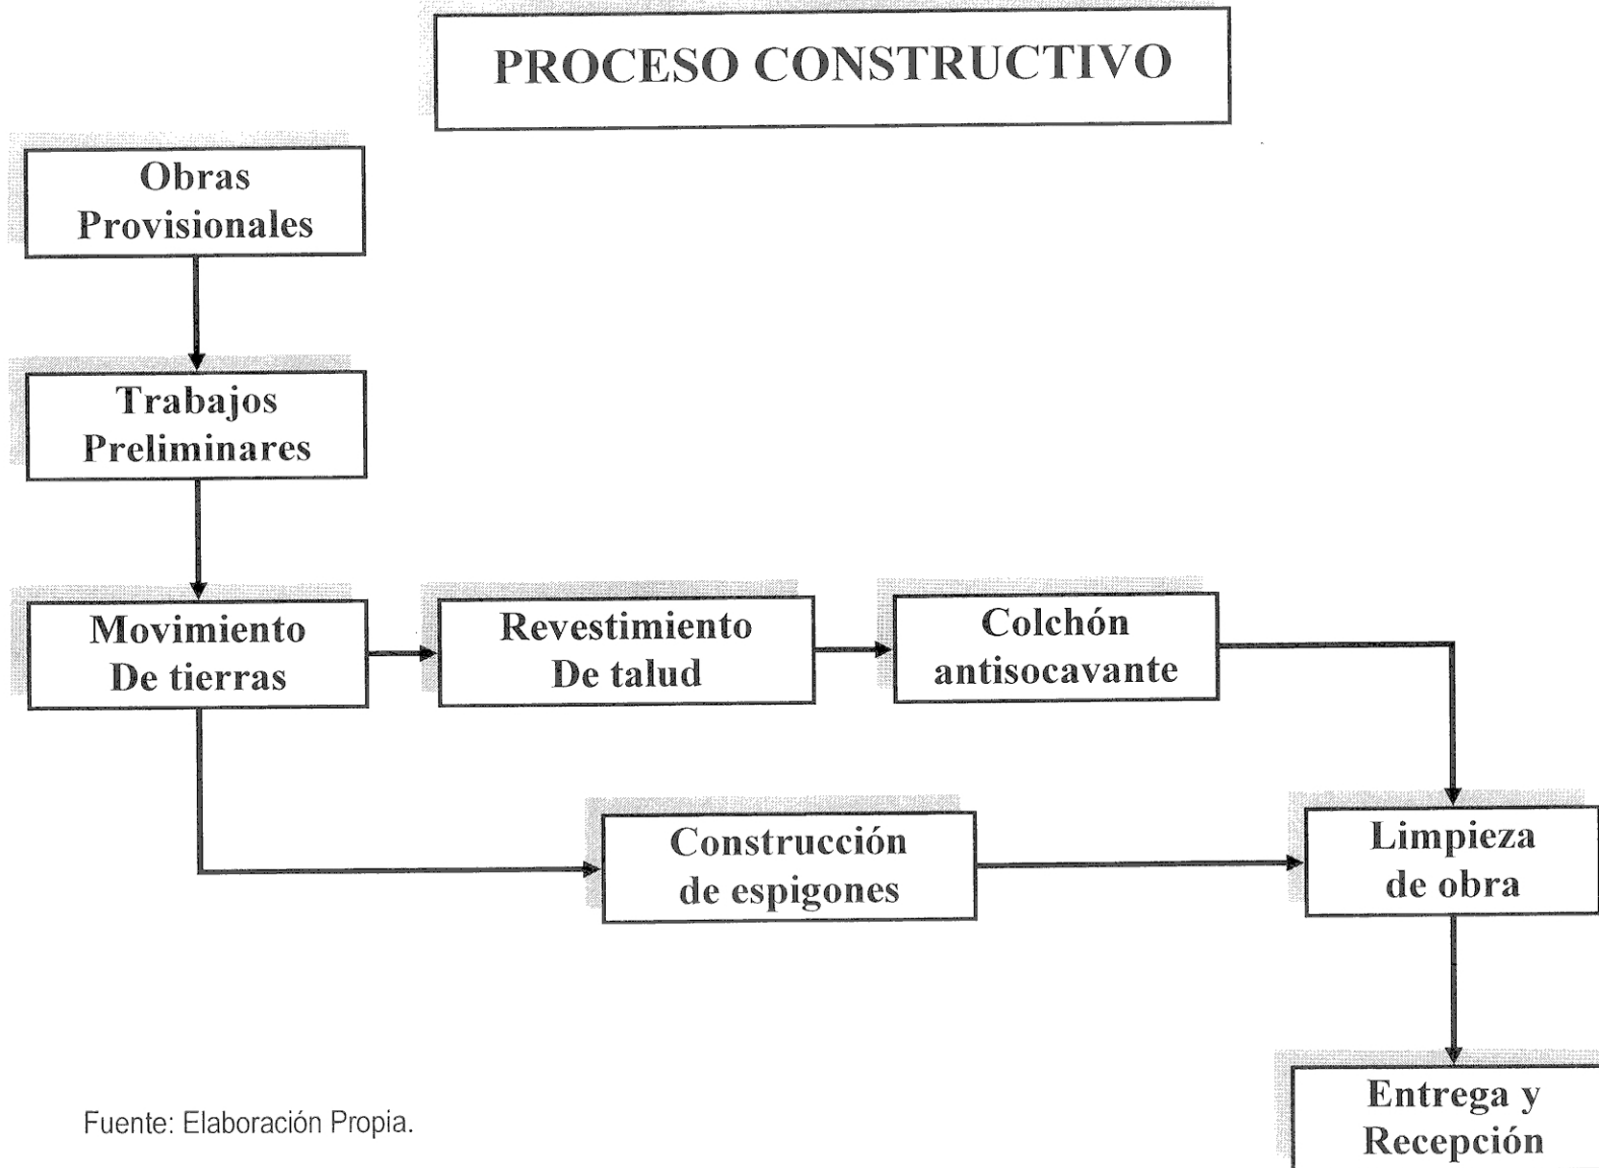 PROCESO CONSTRUCTIVO
Obras
Provisionales
Trabajos
Preliminares
Movimiento
De tierras
Revestimiento
De talud
Colchón
antisocavante
Construcción
de espigones
Limpieza
de obra
Entrega y
Recepción
Fuente: Elaboración Propia.